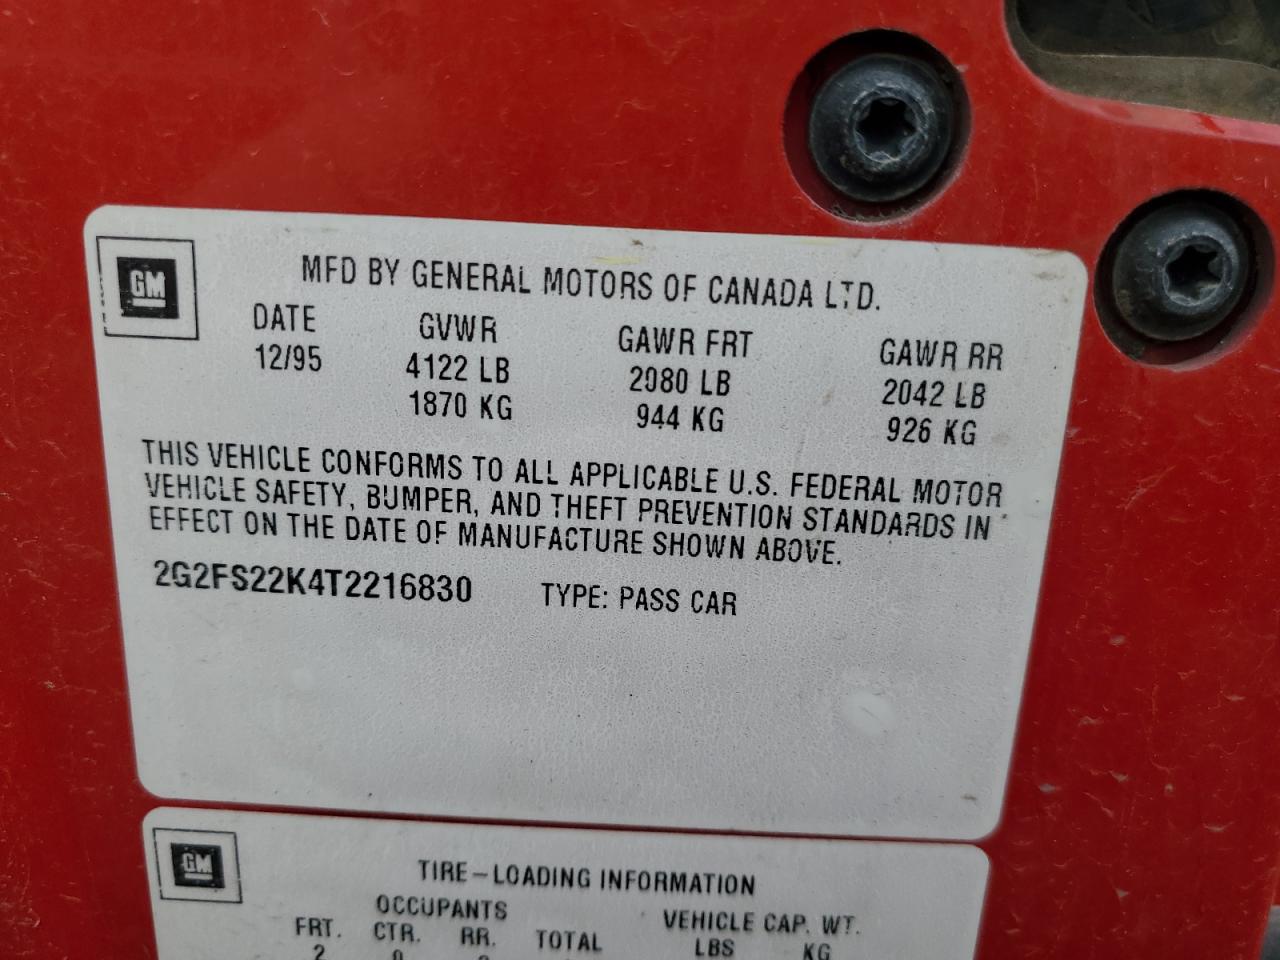 GM
MFD BY GENERAL MOTORS OF CANADA LTD.
DATE GVWR GAWR FRT GAWR RR
12/95 4122 LB 2080 LB 2042 LB
1870 KG 944 KG 926 KG
THIS VEHICLE CONFORMS TO ALL APPLICABLE U.S. FEDERAL MOTOR
VEHICLE SAFETY, BUMPER, AND THEFT PREVENTION STANDARDS IN
EFFECT ON THE DATE OF MANUFACTURE SHOWN ABOVE.
2G2FS22K4T2216830 TYPE: PASS CAR
GM
TIRE-LOADING INFORMATION
OCCUPANTS VEHICLE CAP. WT.
FRT. CTR. RR. TOTAL LBS KG
2